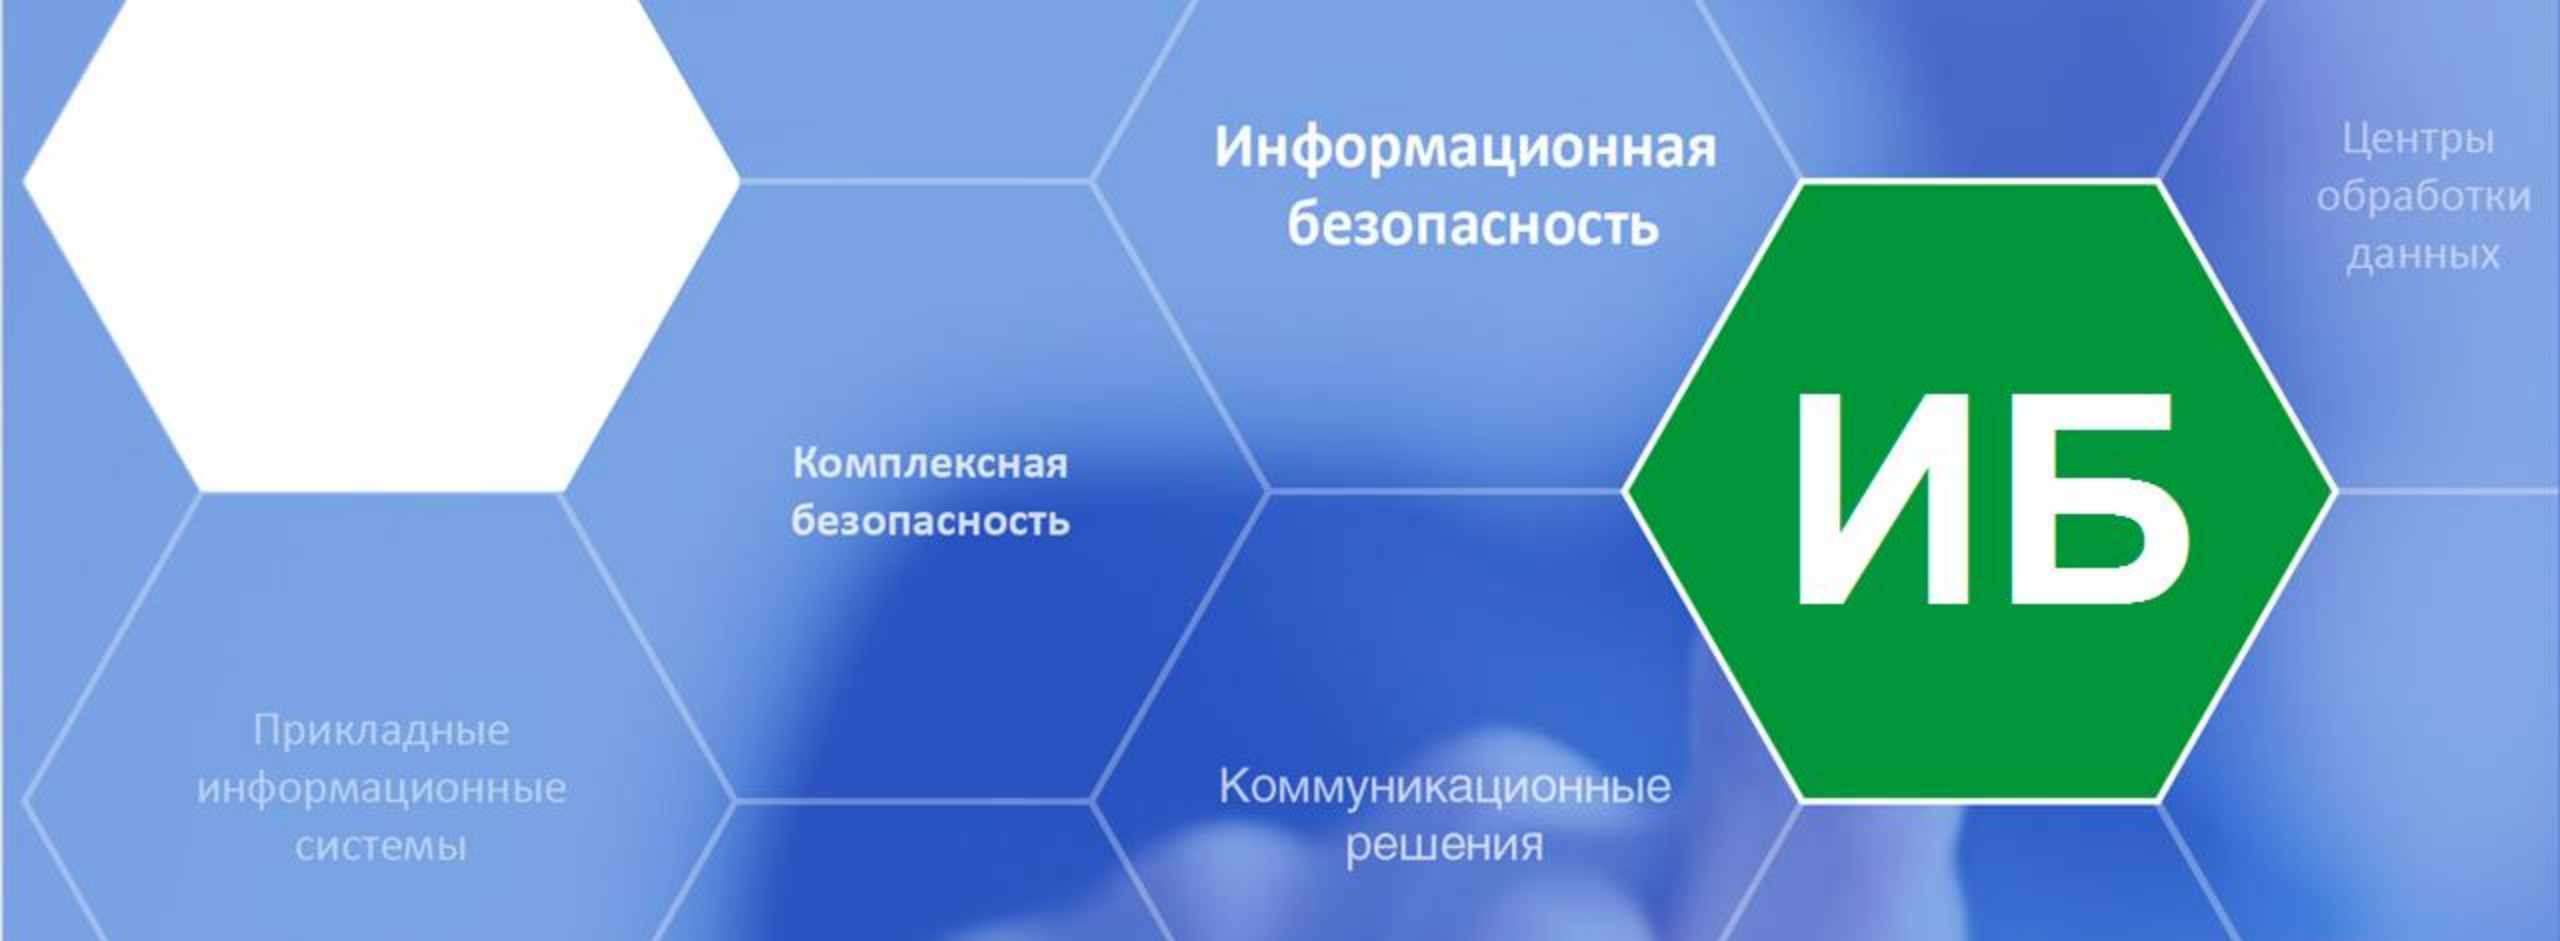 Информационная
безопасность
Центры
обработки
данных
Комплексная
безопасность
ИБ
Прикладные
информационные
системы
Коммуникационные
решения